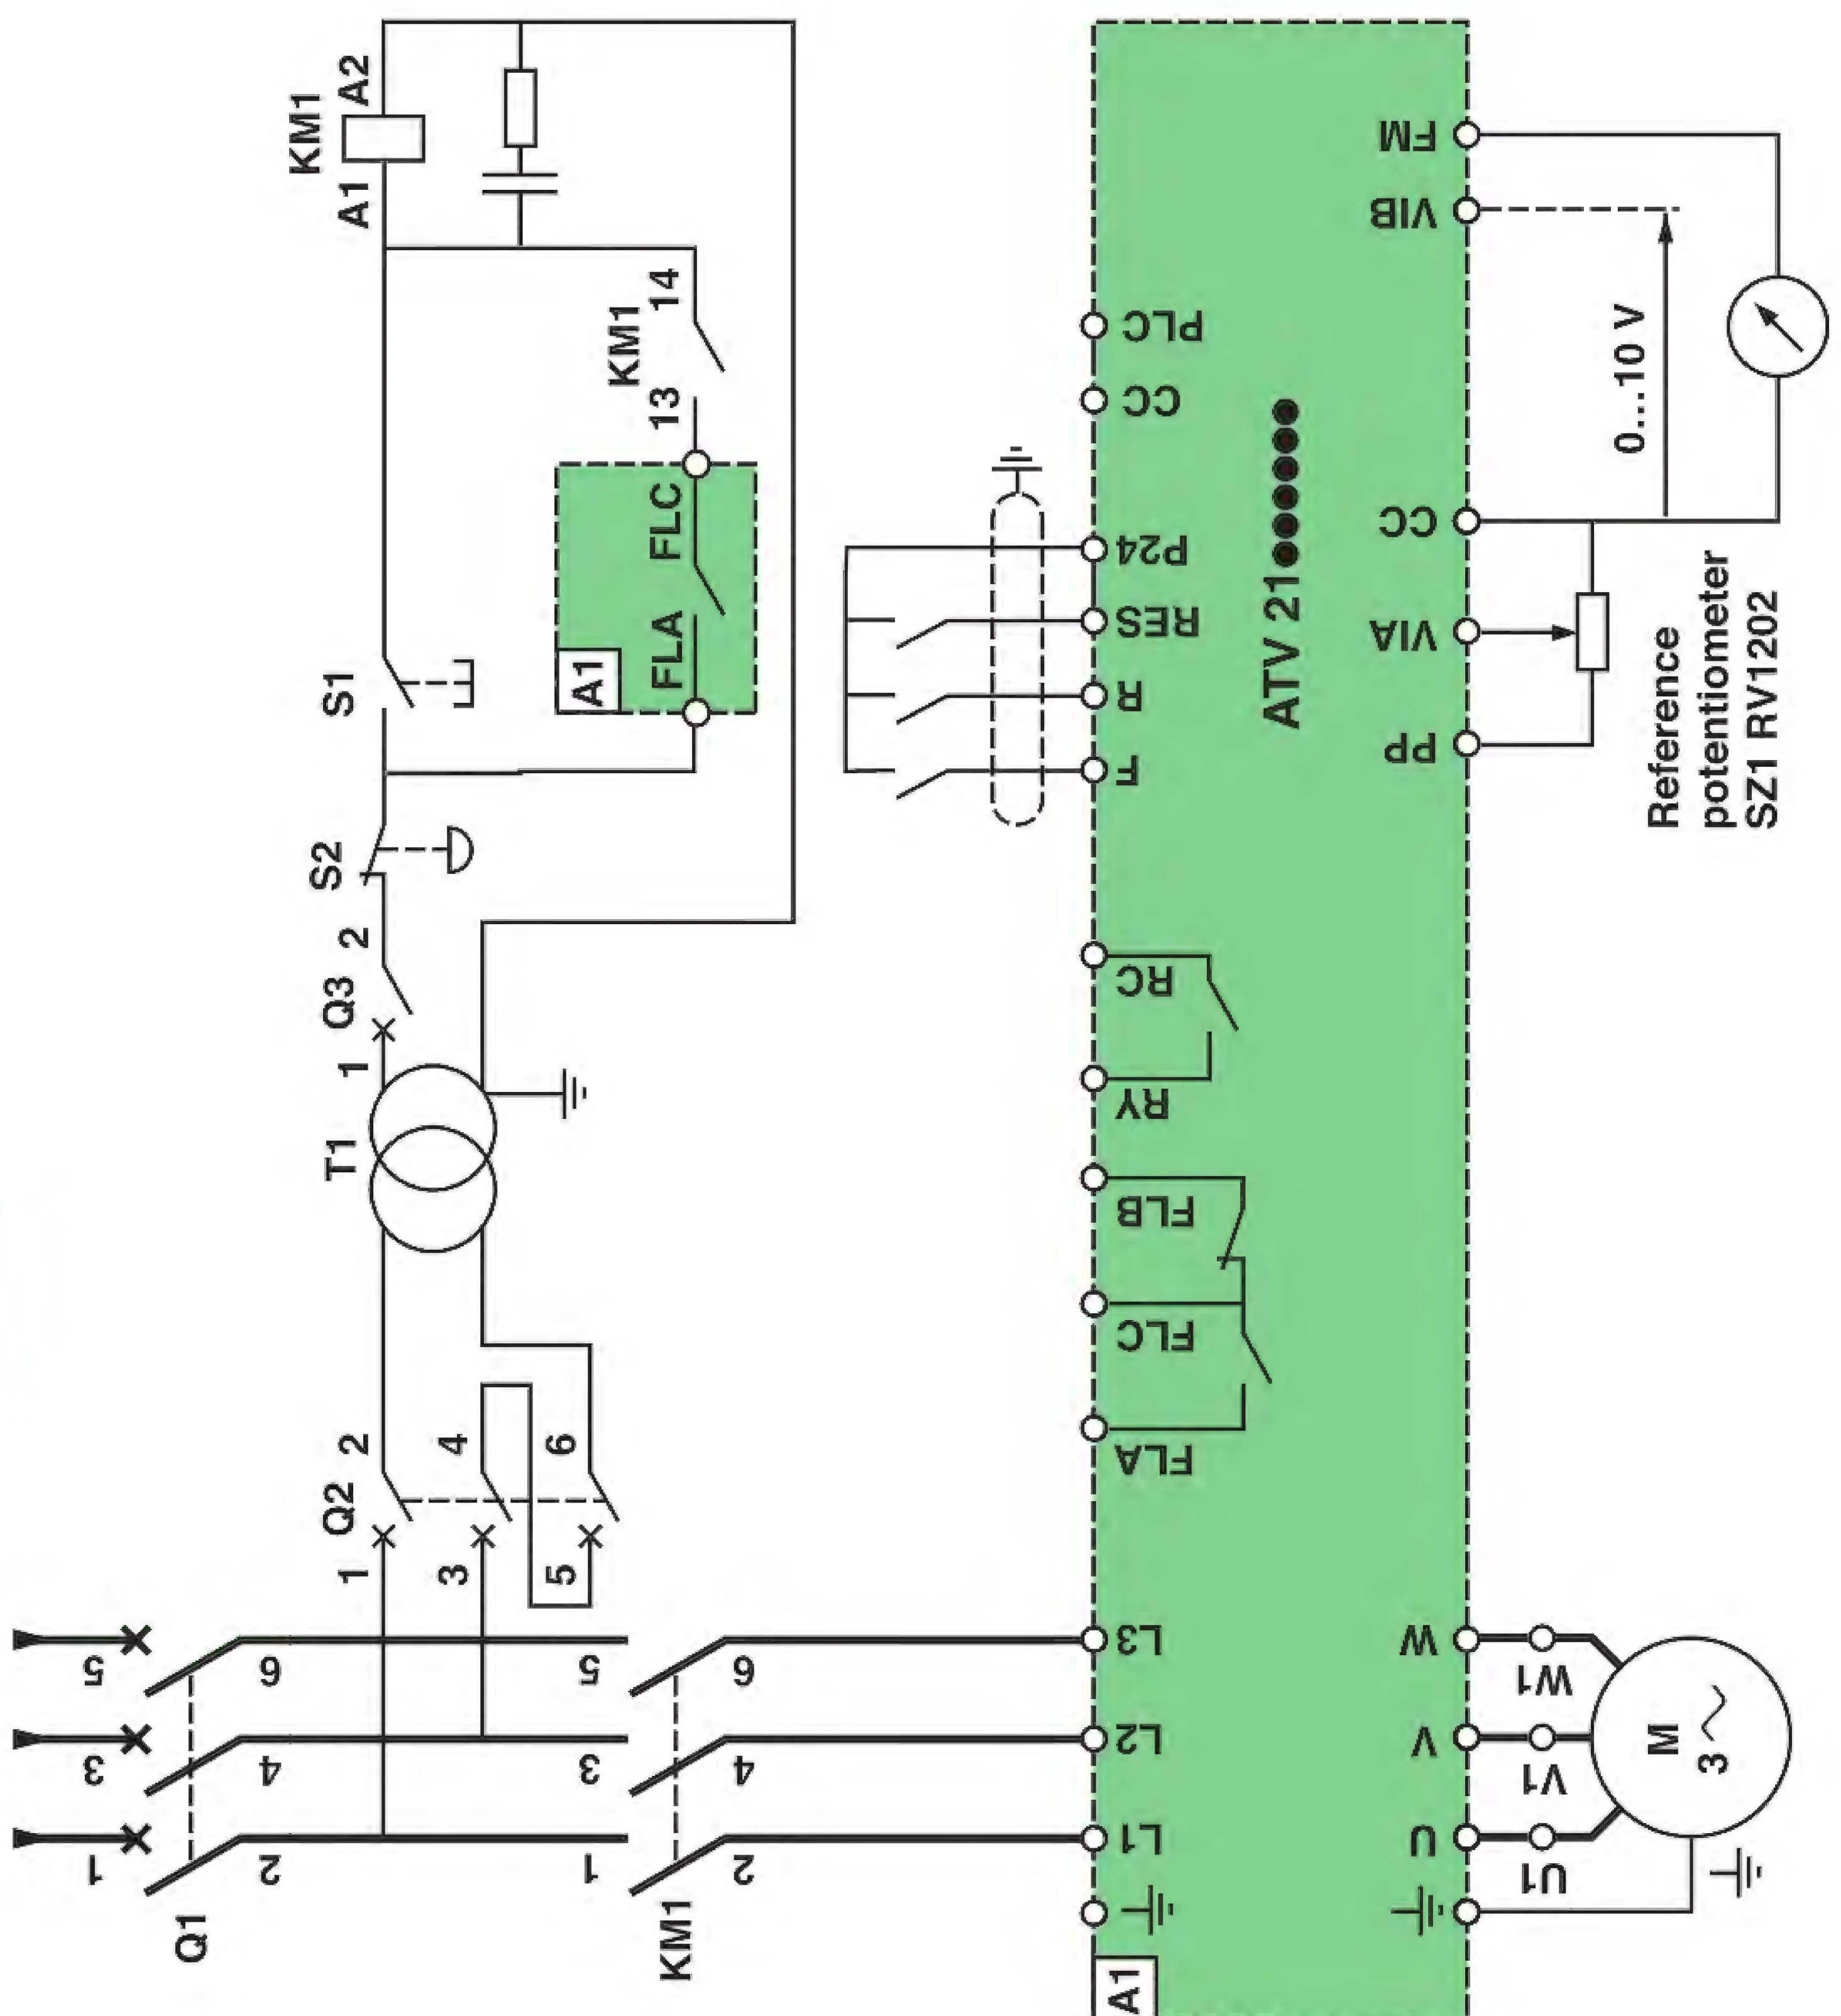 1
3
5
Q1
2
4
6
Q2
1
2
3
4
5
6
T1
Q3
1
2
S2
S1
KM1
A1
A2
A1
FLA
FLC
KM1
13
14
1
3
5
KM1
2
4
6
A1
L1
L2
L3
FLA
FLC
FLB
RY
RC
F
R
RES
P24
CC
PLC
ATV 21●●●●●●
U
V
W
PP
VIA
CC
VIB
FM
U1
V1
W1
M
3
0...10 V
Reference
potentiometer
SZ1 RV1202